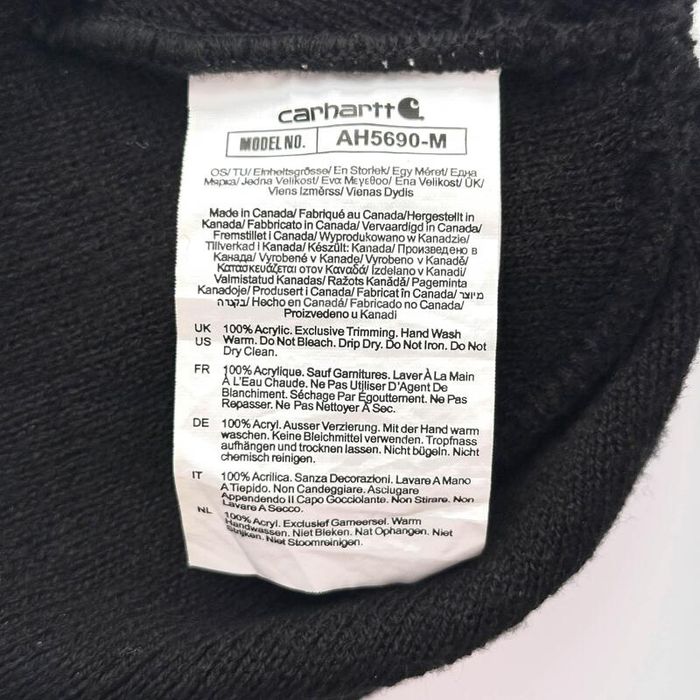 carhartt
MODEL NO. AH5690-M
OS/ TU/ Einheitsgrösse/ En Storlek/ Egy Méret/ Една
Марка/ Jedna Velikost/ Ενα Μεγεθοσ/ Ena Velikost/ ÜK/
Viens Izmērss/ Vienas Dydis
Made in Canada/ Fabriqué au Canada/Hergestellt in
Kanada/ Fabbricato in Canada/ Vervaardigd in Canada/
Fremstillet i Canada/ Wyprodukowano w Kanadzie/
Tillverkad i Kanada/ Készült: Kanada/ Произведено в
Канада/ Vyrobené v Kanade/ Vyrobeno v Kanadě/
Κατασκευάζεται στον Καναδά/ Izdelano v Kanadi/
Valmistatud Kanadas/ Ražots Kanādā/ Pageminta
Kanadoje/ Produsert i Canada/ Fabricat în Canada/ מיוצר
בקנדה/ Hecho en Canadá/ Fabricado no Canada/
Proizvedeno u Kanadi
UK 100% Acrylic. Exclusive Trimming. Hand Wash
US Warm. Do Not Bleach. Drip Dry. Do Not Iron. Do Not
Dry Clean.
FR 100% Acrylique. Sauf Garnitures. Laver À La Main
À L'Eau Chaude. Ne Pas Utiliser D'Agent De
Blanchiment. Séchage Par Égouttement. Ne Pas
Repasser. Ne Pas Nettoyer À Sec.
DE 100% Acryl. Ausser Verzierung. Mit der Hand warm
waschen. Keine Bleichmittel verwenden. Tropfnass
aufhängen und trocknen lassen. Nicht bügeln. Nicht
chemisch reinigen.
IT 100% Acrilica. Sanza Decorazioni. Lavare A Mano
A Tiepido. Non Candeggiare. Asciugare
Appendendo Il Capo Gocciolante. Non Stirare. Non
Lavare A Secco.
NL 100% Acryl. Exclusief Garneersel. Warm
Handwassen. Niet Bleken. Nat Ophangen. Niet
Strijken. Niet Stoomreinigen.